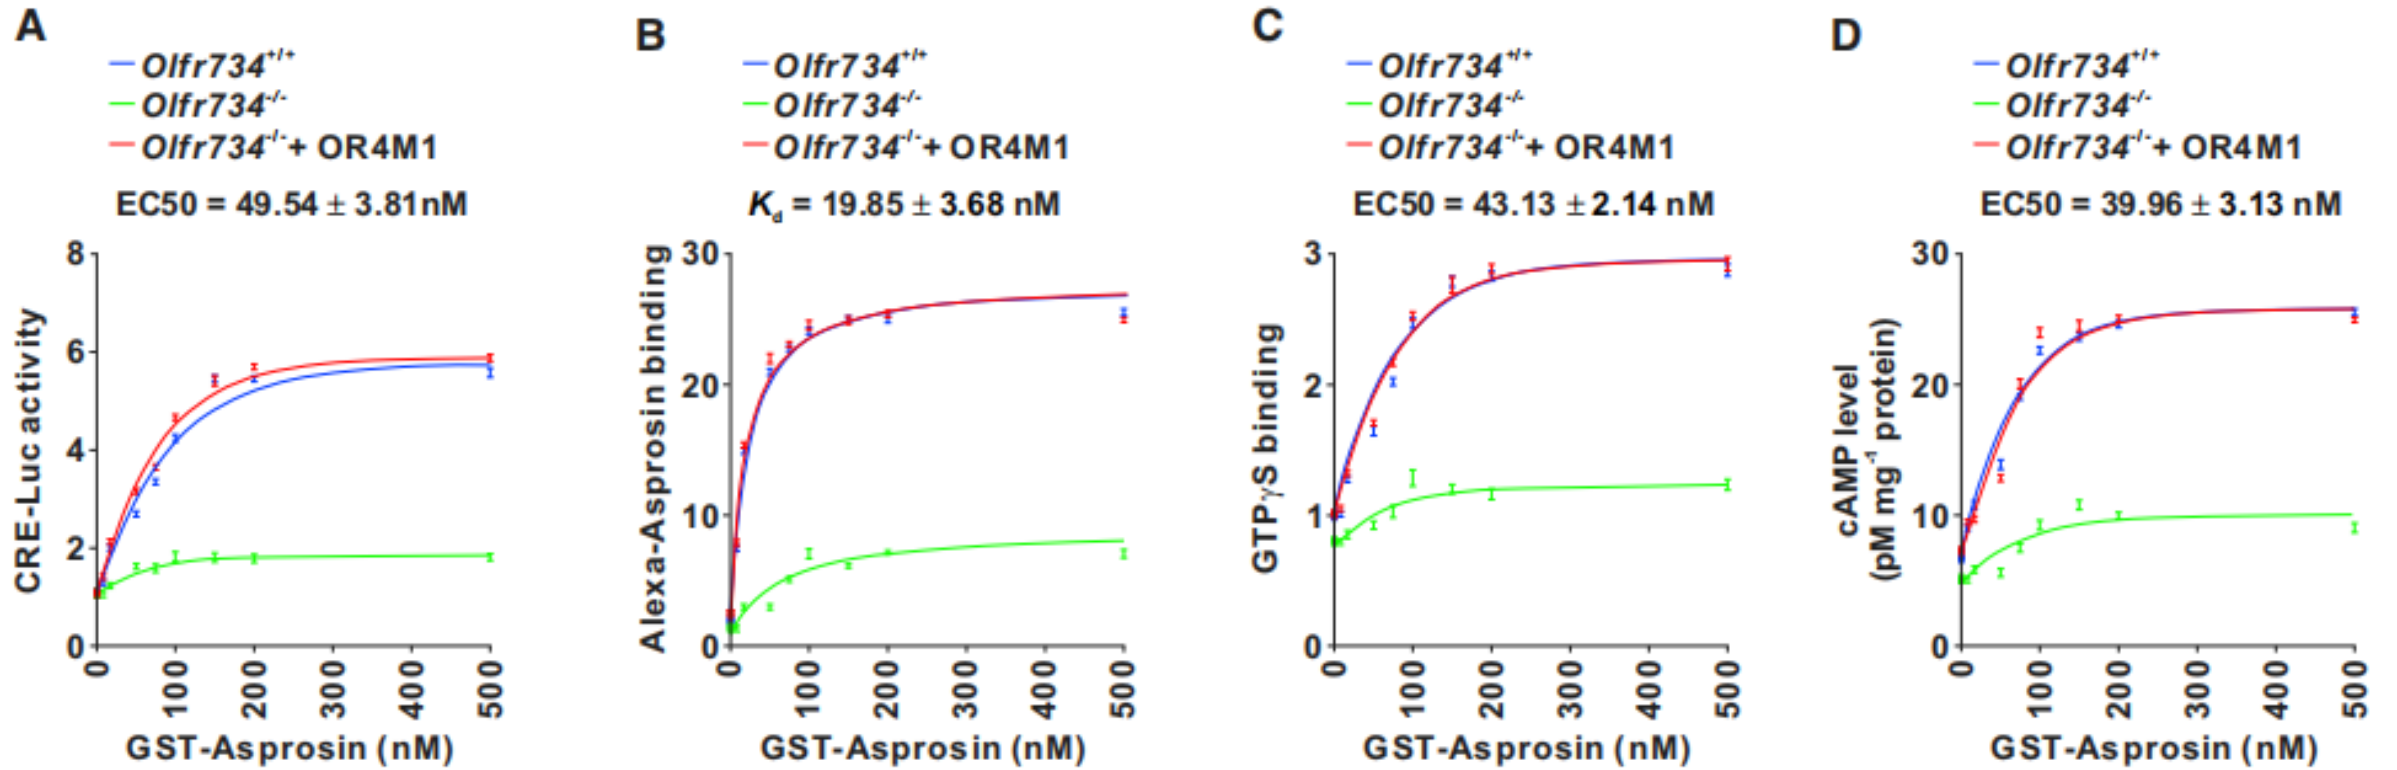 A
Olfr734+/+
Olfr734-/-
Olfr734-/-+ OR4M1
EC50 = 49.54 ± 3.81nM
8
6
4
2
0
CRE-Luc activity
0 100 200 300 400 500
GST-Asprosin (nM)
B
Olfr734+/+
Olfr734-/-
Olfr734-/-+ OR4M1
Kd = 19.85 ± 3.68 nM
30
20
10
0
Alexa-Asprosin binding
0 100 200 300 400 500
GST-Asprosin (nM)
C
Olfr734+/+
Olfr734-/-
Olfr734-/-+ OR4M1
EC50 = 43.13 ± 2.14 nM
3
2
1
0
GTPγS binding
0 100 200 300 400 500
GST-Asprosin (nM)
D
Olfr734+/+
Olfr734-/-
Olfr734-/-+ OR4M1
EC50 = 39.96 ± 3.13 nM
30
20
10
0
cAMP level
(pM mg-1 protein)
0 100 200 300 400 500
GST-Asprosin (nM)